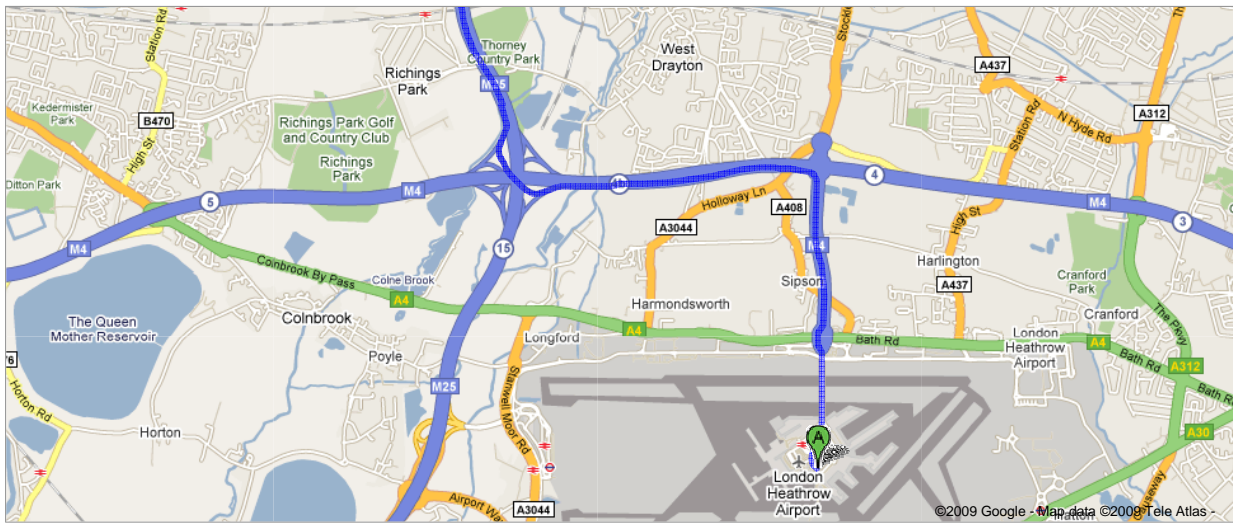 Station Rd
Thorney
Country Park
West
Drayton
Richings
Park
M25
A437
Kedermister
Park
B470
High St
Richings Park Golf
and Country Club
Richings
Park
A3044
Station Rd
N Hyde Rd
A312
Ditton Park
5
M4
4b
4
M4
3
Holloway Ln
A408
High St
M4
15
A3044
M4
Colnbrook By Pass
Colne Brook
A4
Sipson
Harlington
A437
Cranford
Park
Harmondsworth
The Queen
Mother Reservoir
Colnbrook
Longford
A4
Bath Rd
London
Heathrow
Airport
Cranford
A4
The Pkwy
Poyle
Bath Rd
A312
Bath Rd
M25
Stanwell Moor Rd
Horton Rd
Horton
A
A30
London
Heathrow
Airport
A3044
©2009 Google - Map data ©2009 Tele Atlas -